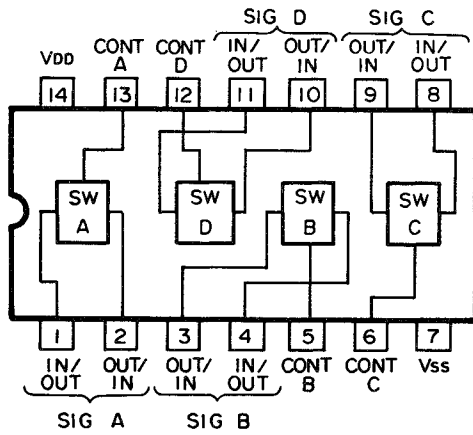 SIG D SIG C
VDD CONT A CONT D IN/OUT OUT/IN OUT/IN IN/OUT
14 13 12 11 10 9 8
SW A SW D SW B SW C
1 2 3 4 5 6 7
IN/OUT OUT/IN OUT/IN IN/OUT CONT B CONT C VSS
SIG A SIG B